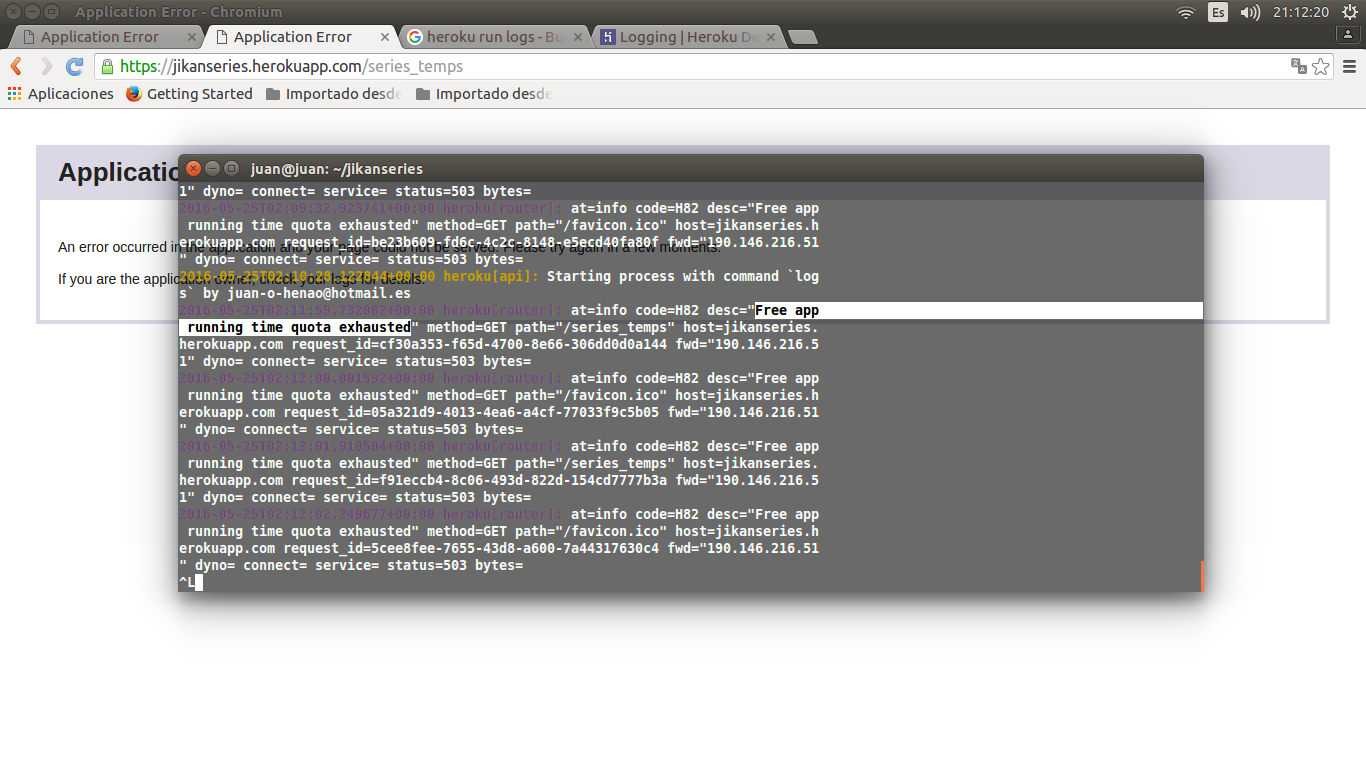 Application Error - Chromium
Es
21:12:20
Application Error
Application Error
heroku run logs - Bu
Logging | Heroku De
https://jikanseries.herokuapp.com/series_temps
Aplicaciones
Getting Started
Importado desde
Importado desde
Applicatio
An error occurred in the application and your page could not be served. Please try again in a few moments.
If you are the application owner, check your logs for details.
juan@juan: ~/jikanseries
1" dyno= connect= service= status=503 bytes=
2016-05-25T02:09:32.923741+00:00 heroku[router]: at=info code=H82 desc="Free app
running time quota exhausted" method=GET path="/favicon.ico" host=jikanseries.h
erokuapp.com request_id=be23b609-fd6c-4c2c-8148-e5ecd40fa80f fwd="190.146.216.51
" dyno= connect= service= status=503 bytes=
2016-05-25T02:10:28.122844+00:00 heroku[api]: Starting process with command `log
s` by juan-o-henao@hotmail.es
2016-05-25T02:11:59.732082+00:00 heroku[router]: at=info code=H82 desc="Free app
running time quota exhausted" method=GET path="/series_temps" host=jikanseries.
herokuapp.com request_id=cf30a353-f65d-4700-8e66-306dd0d0a144 fwd="190.146.216.5
1" dyno= connect= service= status=503 bytes=
2016-05-25T02:12:00.001592+00:00 heroku[router]: at=info code=H82 desc="Free app
running time quota exhausted" method=GET path="/favicon.ico" host=jikanseries.h
erokuapp.com request_id=05a321d9-4013-4ea6-a4cf-77033f9c5b05 fwd="190.146.216.51
" dyno= connect= service= status=503 bytes=
2016-05-25T02:12:01.910504+00:00 heroku[router]: at=info code=H82 desc="Free app
running time quota exhausted" method=GET path="/series_temps" host=jikanseries.
herokuapp.com request_id=f91eccb4-8c06-493d-822d-154cd7777b3a fwd="190.146.216.5
1" dyno= connect= service= status=503 bytes=
2016-05-25T02:12:02.249677+00:00 heroku[router]: at=info code=H82 desc="Free app
running time quota exhausted" method=GET path="/favicon.ico" host=jikanseries.h
erokuapp.com request_id=5cee8fee-7655-43d8-a600-7a44317630c4 fwd="190.146.216.51
" dyno= connect= service= status=503 bytes=
^L